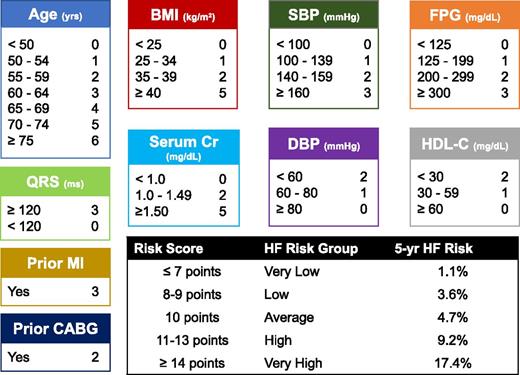 Age (yrs)
< 50 0
50 - 54 1
55 - 59 2
60 - 64 3
65 - 69 4
70 - 74 5
≥ 75 6
BMI (kg/m²)
< 25 0
25 - 34 1
35 - 39 2
≥ 40 5
SBP (mmHg)
< 100 0
100 - 139 1
140 - 159 2
≥ 160 3
FPG (mg/dL)
< 125 0
125 - 199 1
200 - 299 2
≥ 300 3
QRS (ms)
≥ 120 3
< 120 0
Serum Cr
(mg/dL)
< 1.0 0
1.0 - 1.49 2
≥1.50 5
DBP (mmHg)
< 60 2
60 - 80 1
≥ 80 0
HDL-C (mg/dL)
< 30 2
30 - 59 1
≥ 60 0
Prior MI
Yes 3
Prior CABG
Yes 2
Risk Score HF Risk Group 5-yr HF Risk
≤ 7 points Very Low 1.1%
8-9 points Low 3.6%
10 points Average 4.7%
11-13 points High 9.2%
≥ 14 points Very High 17.4%